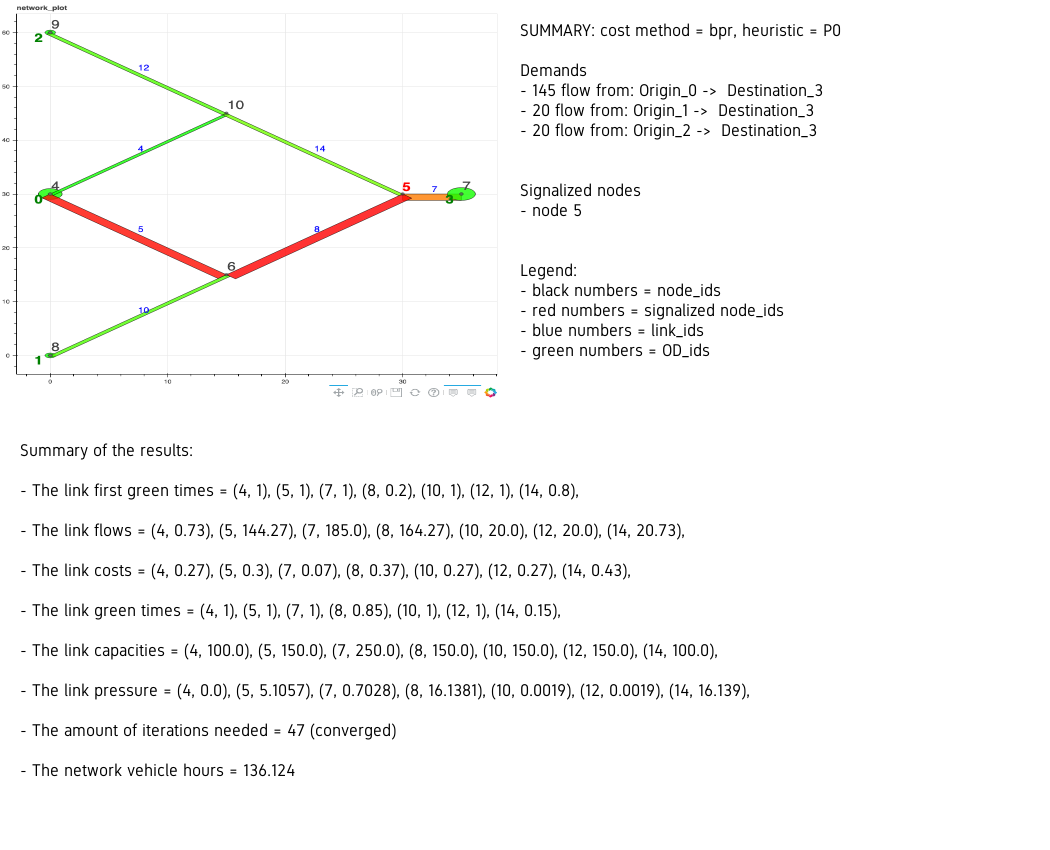 network_plot
60
50
40
30
20
10
0
0
10
20
30
9
2
12
10
4
14
4
0
5
7
7
3
5
8
6
10
8
1
SUMMARY: cost method = bpr, heuristic = P0
Demands
- 145 flow from: Origin_0 -> Destination_3
- 20 flow from: Origin_1 -> Destination_3
- 20 flow from: Origin_2 -> Destination_3
Signalized nodes
- node 5
Legend:
- black numbers = node_ids
- red numbers = signalized node_ids
- blue numbers = link_ids
- green numbers = OD_ids
Summary of the results:
- The link first green times = (4, 1), (5, 1), (7, 1), (8, 0.2), (10, 1), (12, 1), (14, 0.8),
- The link flows = (4, 0.73), (5, 144.27), (7, 185.0), (8, 164.27), (10, 20.0), (12, 20.0), (14, 20.73),
- The link costs = (4, 0.27), (5, 0.3), (7, 0.07), (8, 0.37), (10, 0.27), (12, 0.27), (14, 0.43),
- The link green times = (4, 1), (5, 1), (7, 1), (8, 0.85), (10, 1), (12, 1), (14, 0.15),
- The link capacities = (4, 100.0), (5, 150.0), (7, 250.0), (8, 150.0), (10, 150.0), (12, 150.0), (14, 100.0),
- The link pressure = (4, 0.0), (5, 5.1057), (7, 0.7028), (8, 16.1381), (10, 0.0019), (12, 0.0019), (14, 16.139),
- The amount of iterations needed = 47 (converged)
- The network vehicle hours = 136.124